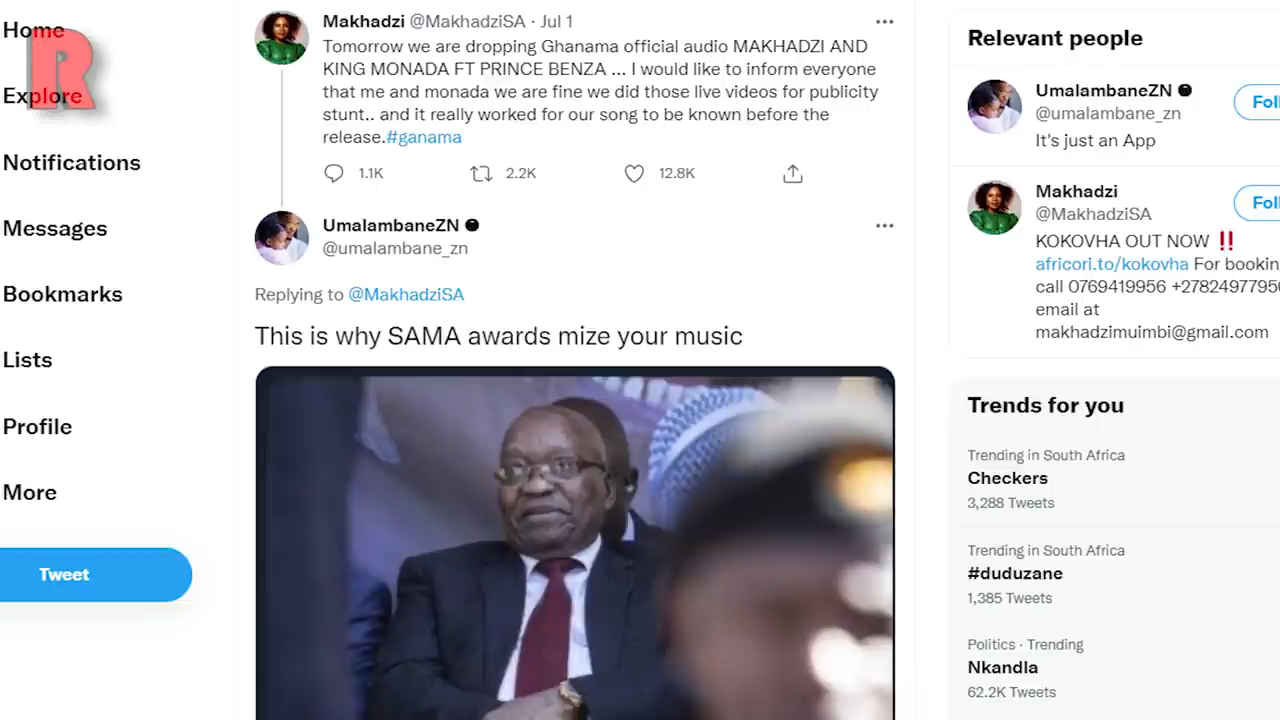 R
Home
Explore
Notifications
Messages
Bookmarks
Lists
Profile
More
Tweet
Makhadzi @MakhadziSA · Jul 1
Tomorrow we are dropping Ghanama official audio MAKHADZI AND
KING MONADA FT PRINCE BENZA ... I would like to inform everyone
that me and monada we are fine we did those live videos for publicity
stunt.. and it really worked for our song to be known before the
release.#ganama
1.1K 2.2K 12.8K
UmalambaneZN
@umalambane_zn
Replying to @MakhadziSA
This is why SAMA awards mize your music
Relevant people
UmalambaneZN
@umalambane_zn
Foll
It's just an App
Makhadzi
@MakhadziSA
Foll
KOKOVHA OUT NOW ‼️
africori.to/kokovha For bookin
call 0769419956 +2782497795
email at
makhadzimuimbi@gmail.com
Trends for you
Trending in South Africa
Checkers
3,288 Tweets
Trending in South Africa
#duduzane
1,385 Tweets
Politics · Trending
Nkandla
62.2K Tweets